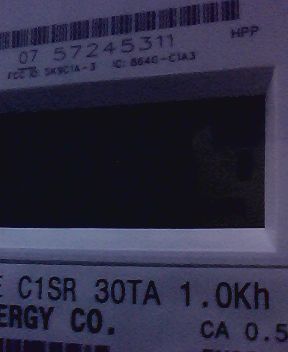 HPP
07 57245311
FCC ID: SK9C1A-3 IC: 864G-C1A3
E C1SR 30TA 1.0Kh
ERGY CO.
CA 0.5